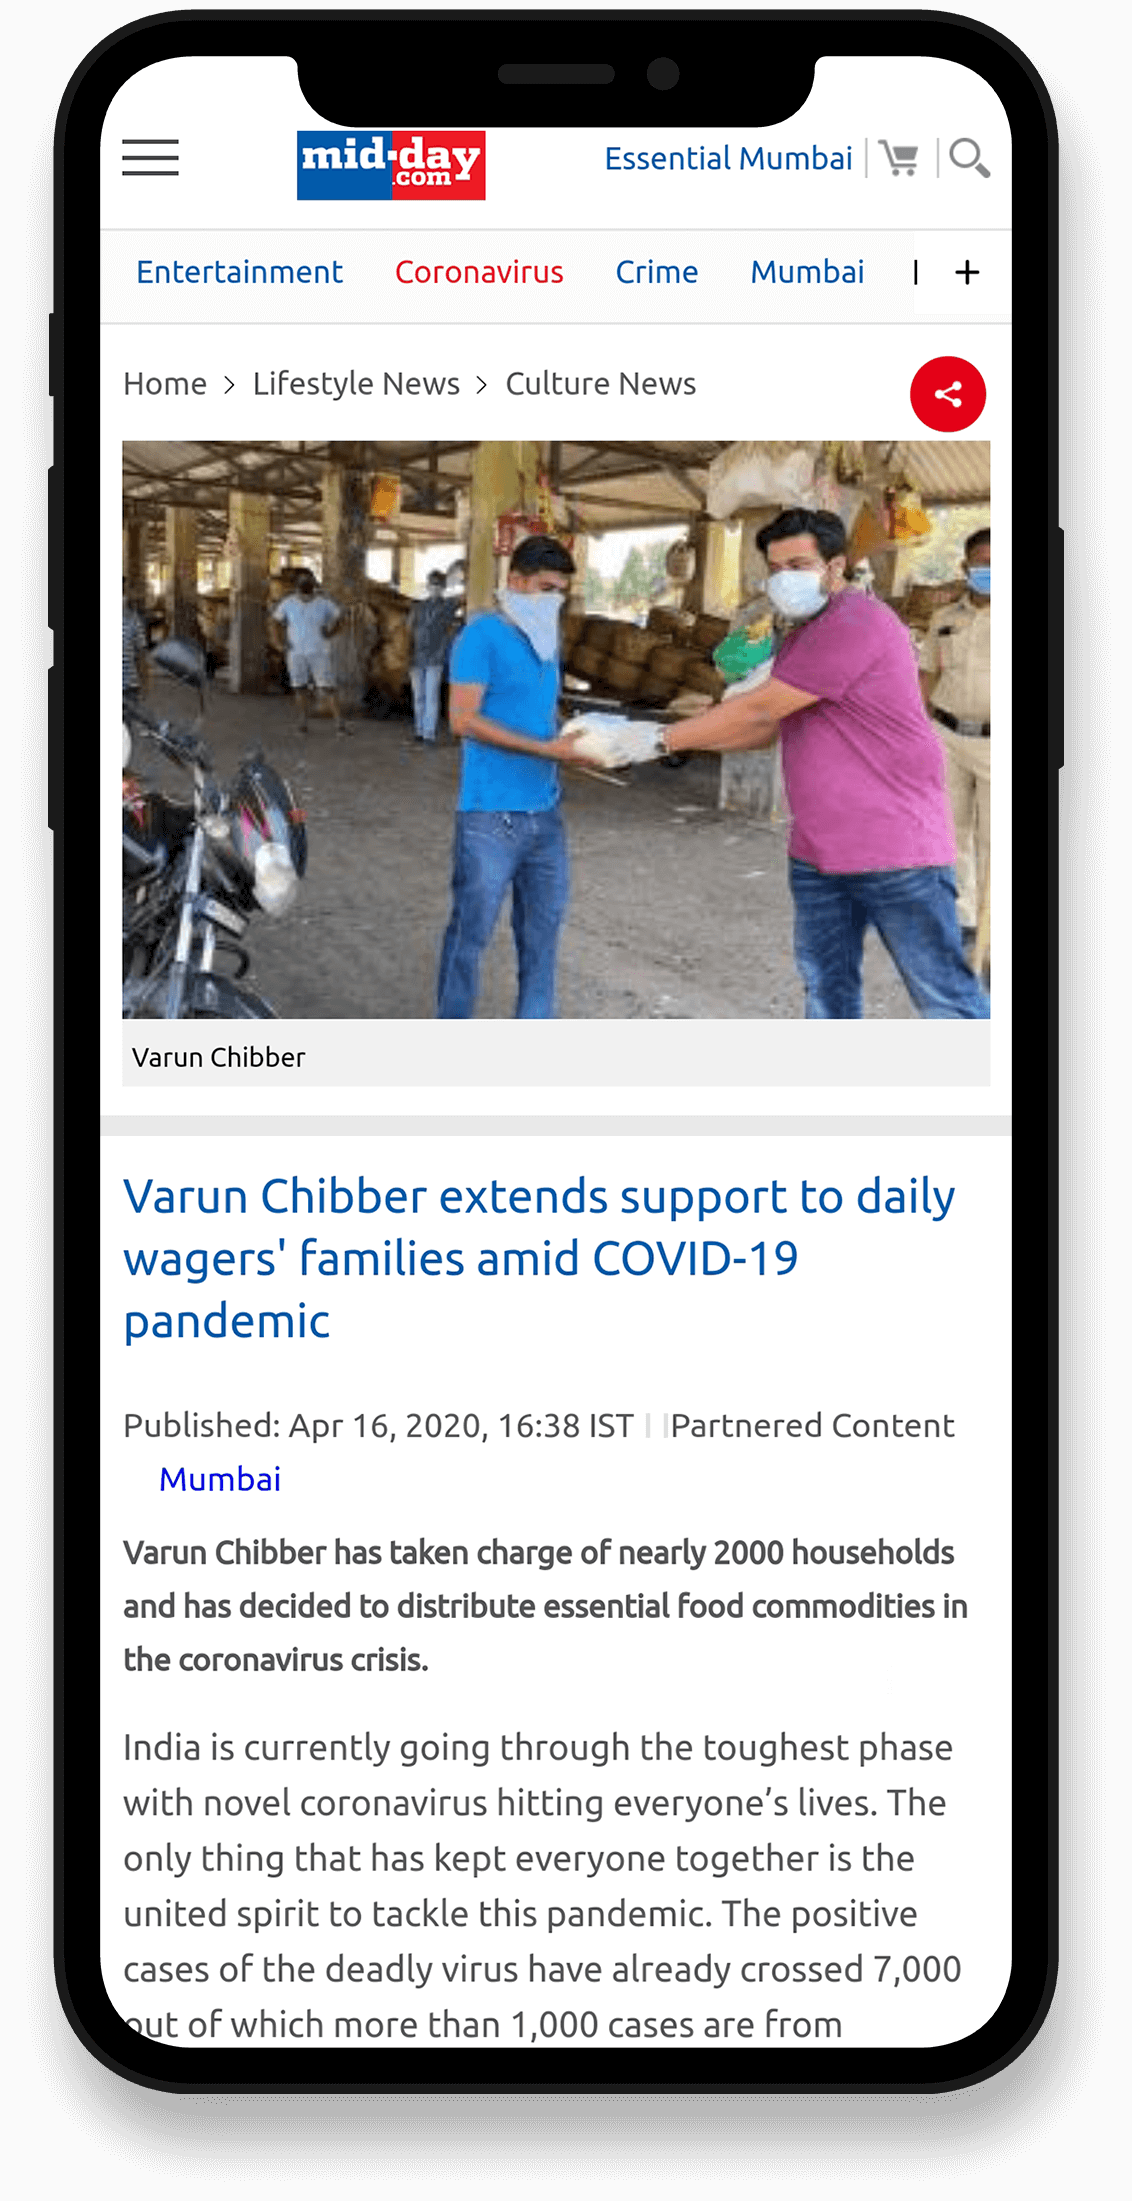 mid-day
.com
Essential Mumbai
Entertainment Coronavirus Crime Mumbai +
Home > Lifestyle News > Culture News
Varun Chibber
Varun Chibber extends support to daily
wagers' families amid COVID-19
pandemic
Published: Apr 16, 2020, 16:38 IST | |Partnered Content
Mumbai
Varun Chibber has taken charge of nearly 2000 households
and has decided to distribute essential food commodities in
the coronavirus crisis.
India is currently going through the toughest phase
with novel coronavirus hitting everyone’s lives. The
only thing that has kept everyone together is the
united spirit to tackle this pandemic. The positive
cases of the deadly virus have already crossed 7,000
out of which more than 1,000 cases are from